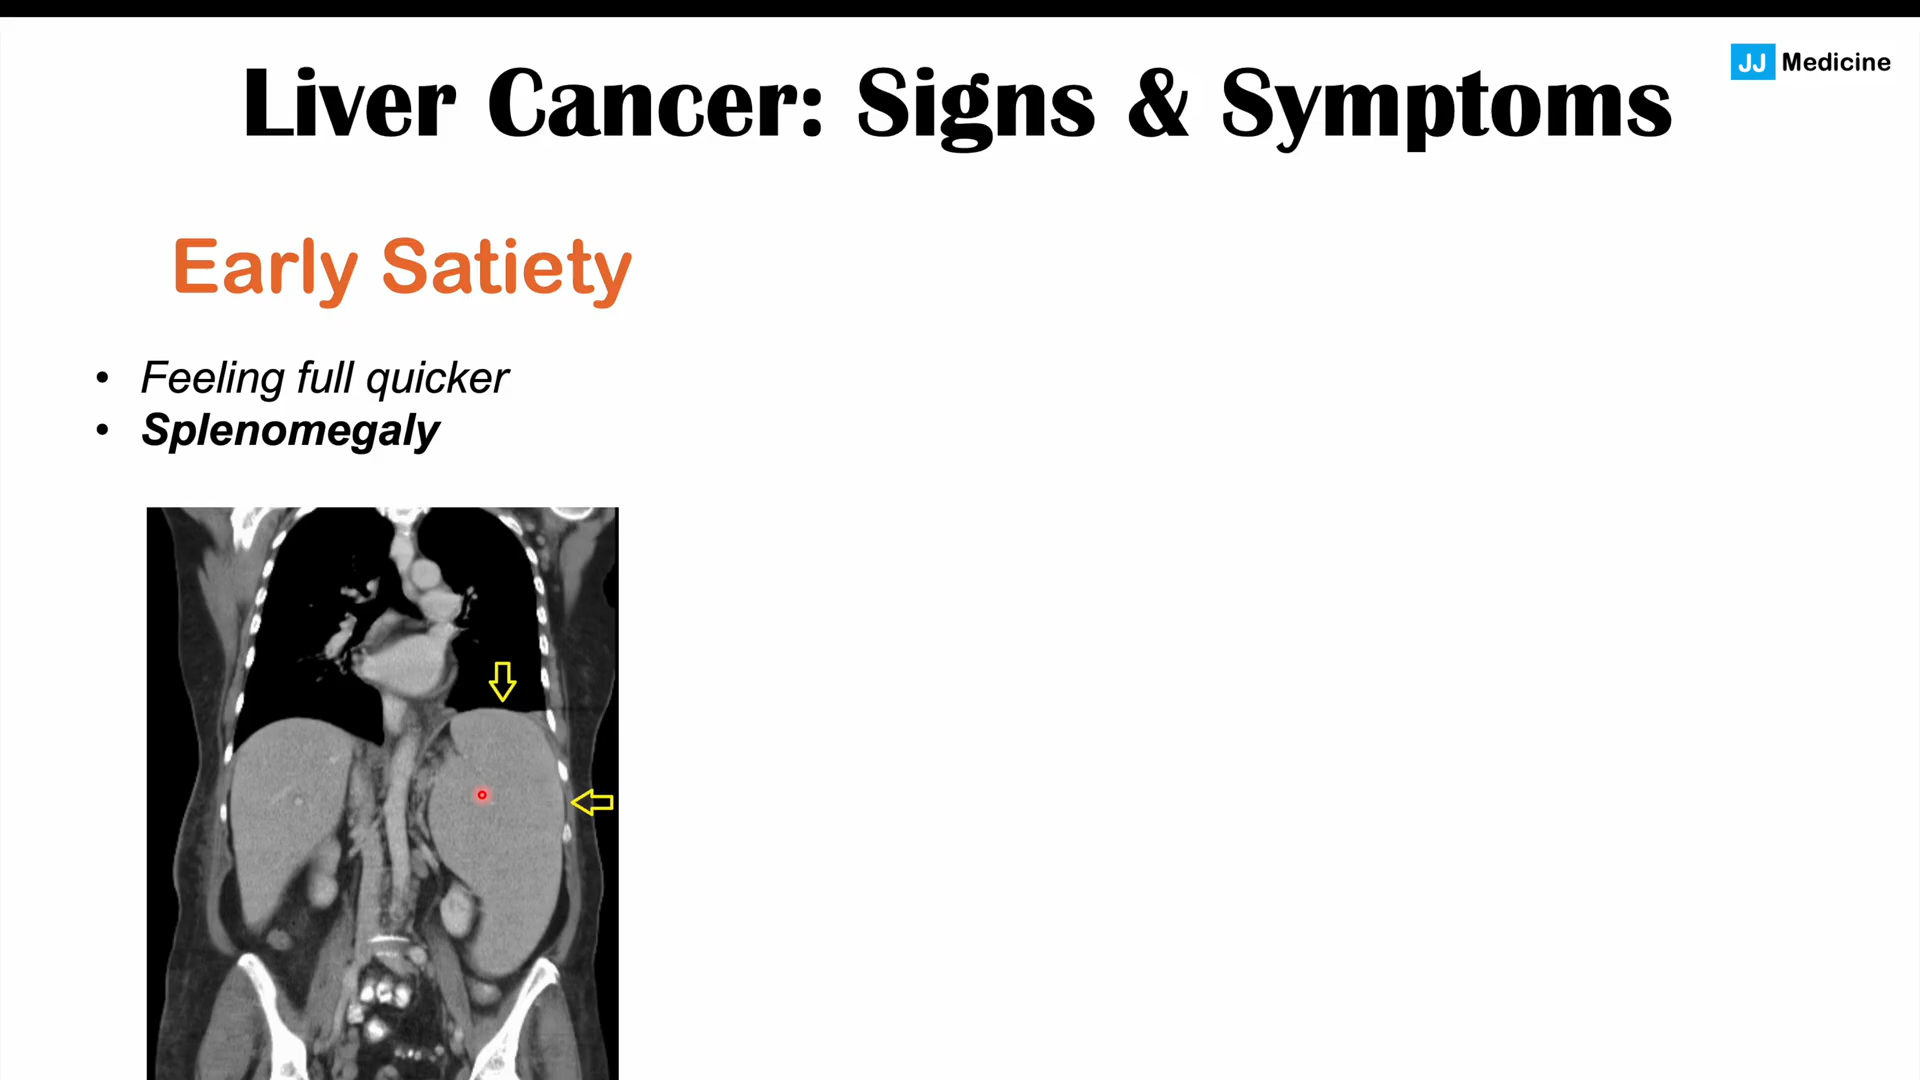 JJ Medicine
Liver Cancer: Signs & Symptoms
Early Satiety
• Feeling full quicker
• Splenomegaly